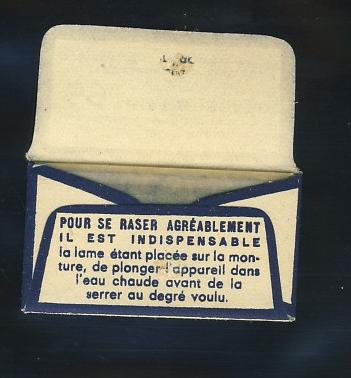 POUR SE RASER AGRÉABLEMENT
IL EST INDISPENSABLE
la lame étant placée sur la mon-
ture, de plonger l'appareil dans
l'eau chaude avant de la
serrer au degré voulu.